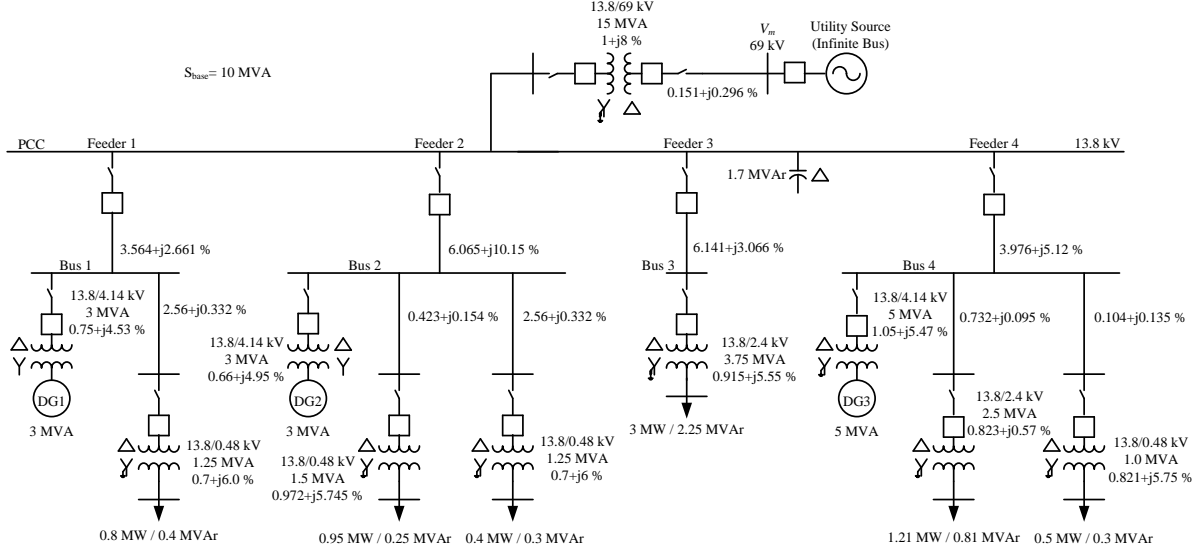 13.8/69 kV
15 MVA
1+j8 %
V_m
69 kV
Utility Source
(Infinite Bus)
S_base= 10 MVA
0.151+j0.296 %
PCC
Feeder 1
Feeder 2
Feeder 3
Feeder 4
13.8 kV
1.7 MVAr
3.564+j2.661 %
6.065+j10.15 %
6.141+j3.066 %
3.976+j5.12 %
Bus 1
Bus 2
Bus 3
Bus 4
13.8/4.14 kV
3 MVA
0.75+j4.53 %
2.56+j0.332 %
DG1
3 MVA
13.8/0.48 kV
1.25 MVA
0.7+j6.0 %
0.8 MW / 0.4 MVAr
13.8/4.14 kV
3 MVA
0.66+j4.95 %
0.423+j0.154 %
2.56+j0.332 %
DG2
3 MVA
13.8/0.48 kV
1.5 MVA
0.972+j5.745 %
13.8/0.48 kV
1.25 MVA
0.7+j6 %
0.95 MW / 0.25 MVAr
0.4 MW / 0.3 MVAr
13.8/2.4 kV
3.75 MVA
0.915+j5.55 %
3 MW / 2.25 MVAr
13.8/4.14 kV
5 MVA
1.05+j5.47 %
0.732+j0.095 %
0.104+j0.135 %
DG3
5 MVA
13.8/2.4 kV
2.5 MVA
0.823+j0.57 %
13.8/0.48 kV
1.0 MVA
0.821+j5.75 %
1.21 MW / 0.81 MVAr
0.5 MW / 0.3 MVAr